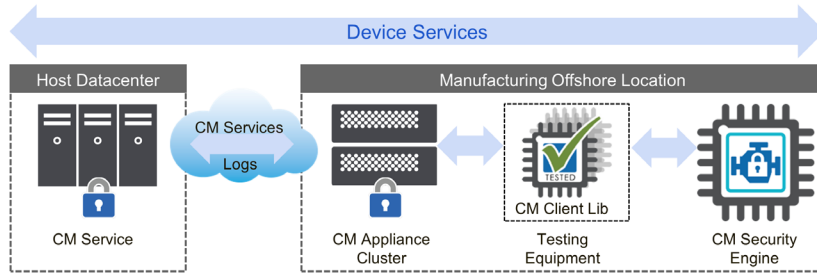 Device Services
Host Datacenter
Manufacturing Offshore Location
CM Services
Logs
TESTED
CM Client Lib
CM Service
CM Appliance
Cluster
Testing
Equipment
CM Security
Engine